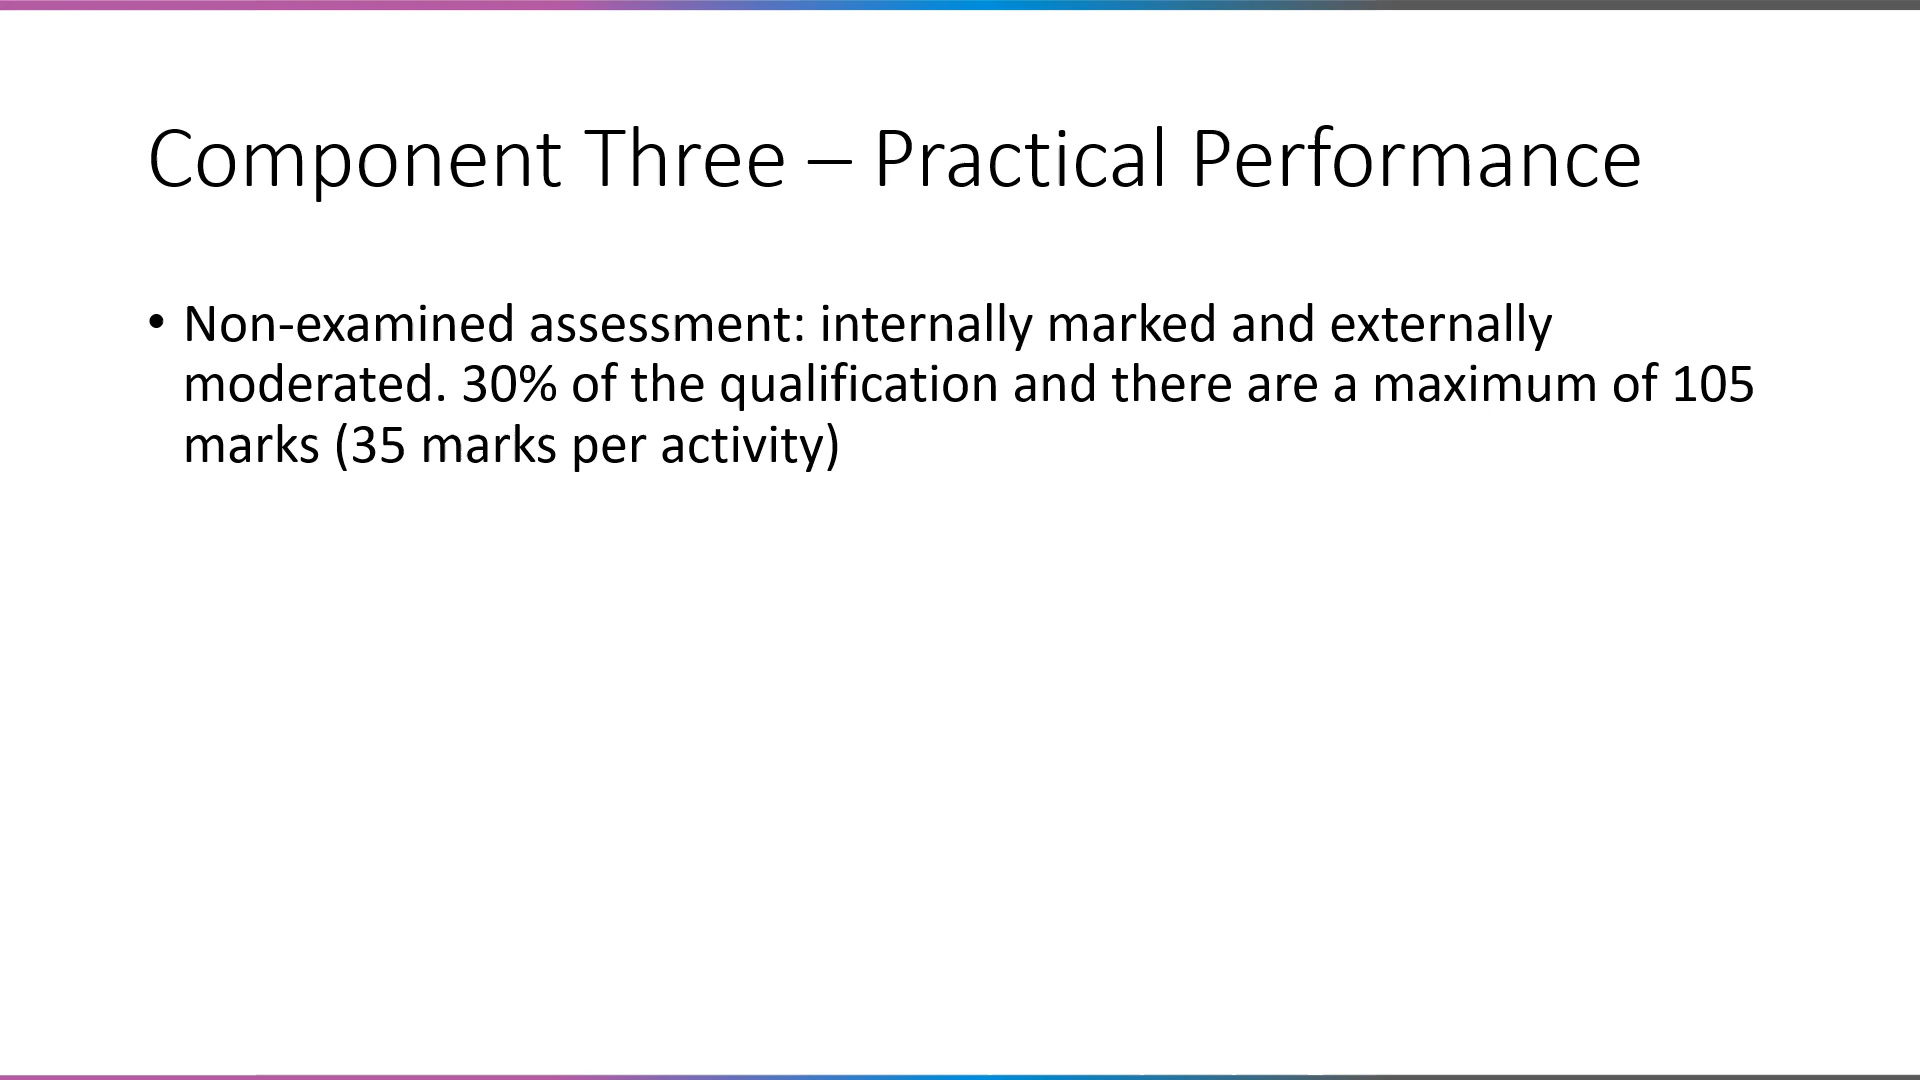 Component Three – Practical Performance
• Non-examined assessment: internally marked and externally
moderated. 30% of the qualification and there are a maximum of 105
marks (35 marks per activity)